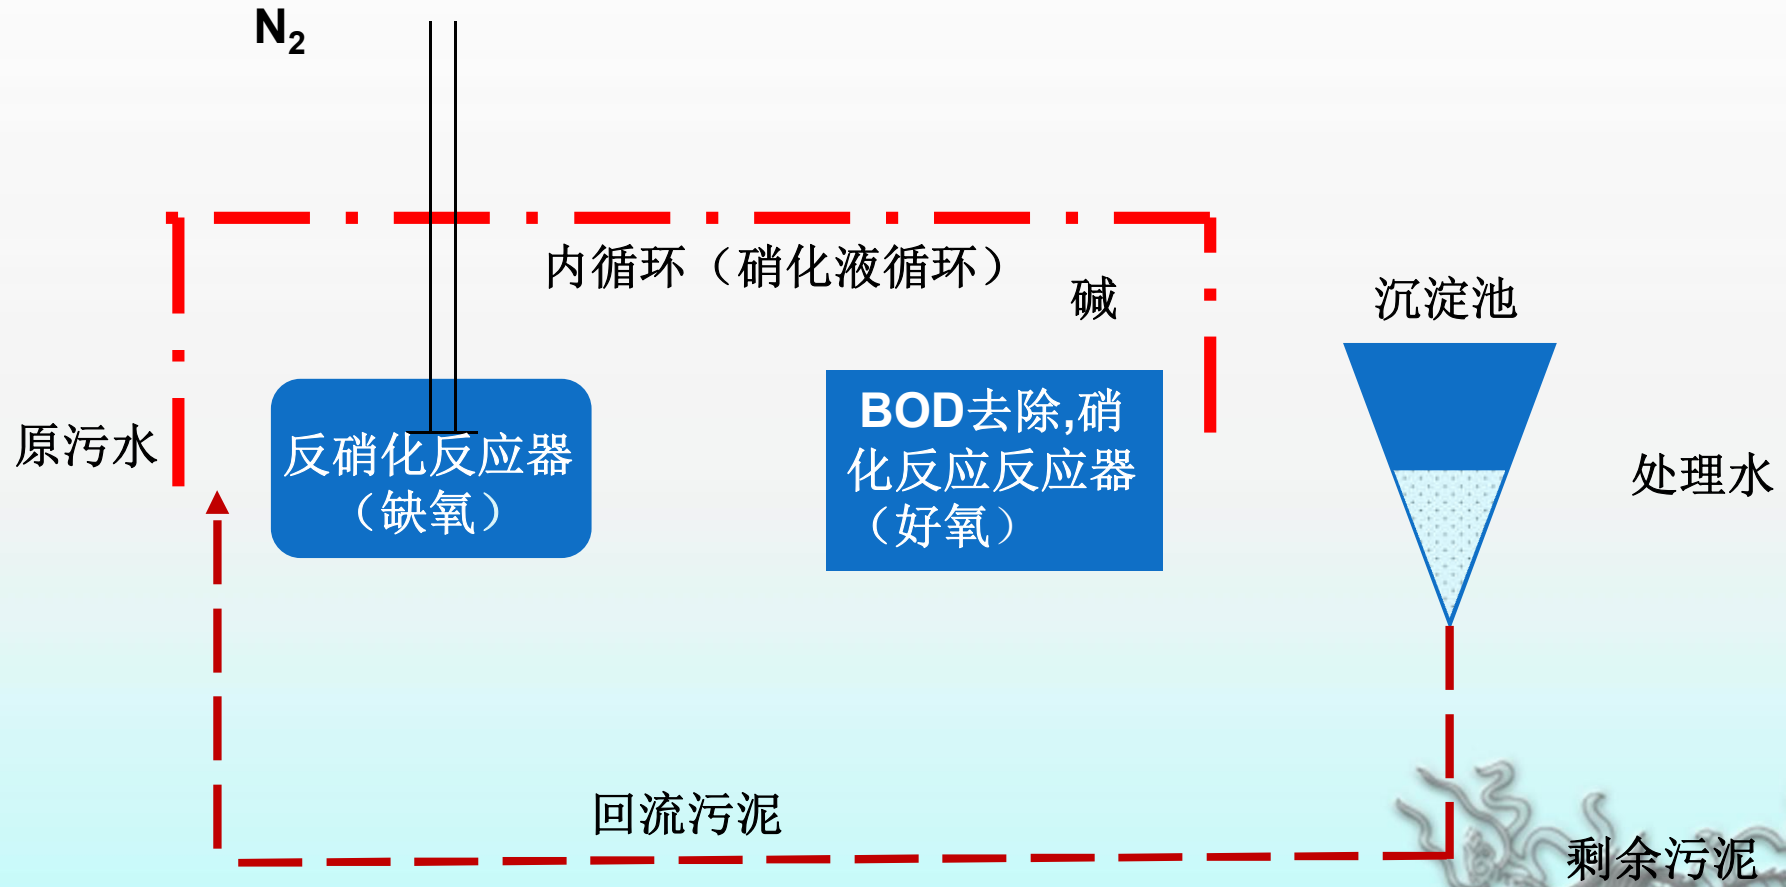 N₂
内循环（硝化液循环）
碱
沉淀池
原污水
反硝化反应器
（缺氧）
BOD去除,硝
化反应反应器
（好氧）
处理水
回流污泥
剩余污泥